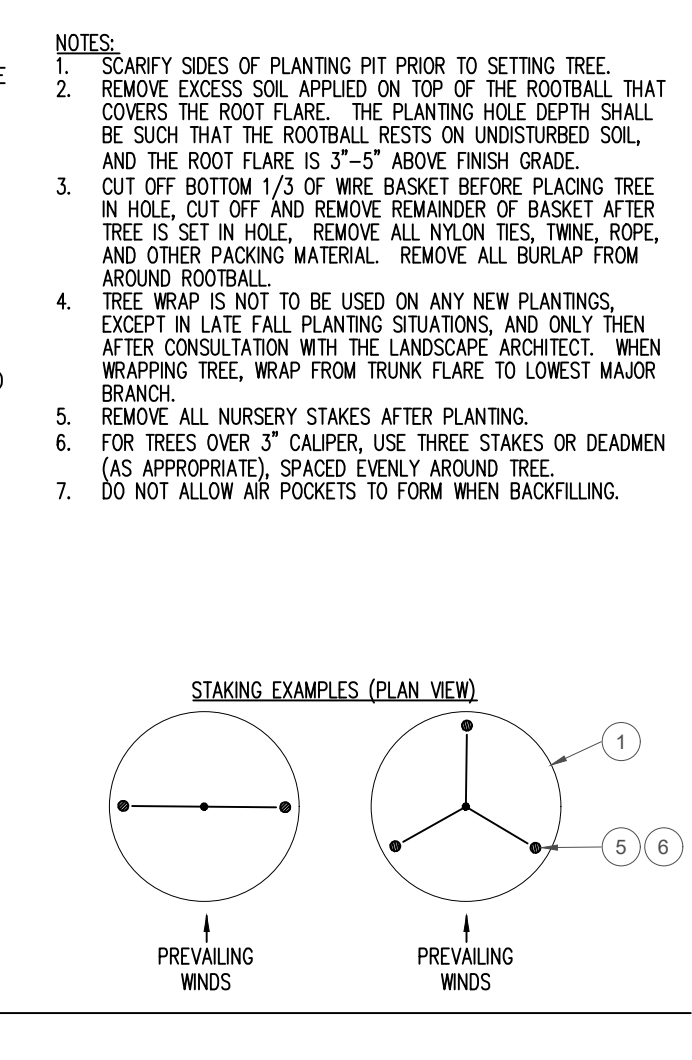 NOTES:
1. SCARIFY SIDES OF PLANTING PIT PRIOR TO SETTING TREE.
2. REMOVE EXCESS SOIL APPLIED ON TOP OF THE ROOTBALL THAT
COVERS THE ROOT FLARE. THE PLANTING HOLE DEPTH SHALL
BE SUCH THAT THE ROOTBALL RESTS ON UNDISTURBED SOIL,
AND THE ROOT FLARE IS 3"-5" ABOVE FINISH GRADE.
3. CUT OFF BOTTOM 1/3 OF WIRE BASKET BEFORE PLACING TREE
IN HOLE, CUT OFF AND REMOVE REMAINDER OF BASKET AFTER
TREE IS SET IN HOLE, REMOVE ALL NYLON TIES, TWINE, ROPE,
AND OTHER PACKING MATERIAL. REMOVE ALL BURLAP FROM
AROUND ROOTBALL.
4. TREE WRAP IS NOT TO BE USED ON ANY NEW PLANTINGS,
EXCEPT IN LATE FALL PLANTING SITUATIONS, AND ONLY THEN
AFTER CONSULTATION WITH THE LANDSCAPE ARCHITECT. WHEN
WRAPPING TREE, WRAP FROM TRUNK FLARE TO LOWEST MAJOR
BRANCH.
5. REMOVE ALL NURSERY STAKES AFTER PLANTING.
6. FOR TREES OVER 3" CALIPER, USE THREE STAKES OR DEADMEN
(AS APPROPRIATE), SPACED EVENLY AROUND TREE.
7. DO NOT ALLOW AIR POCKETS TO FORM WHEN BACKFILLING.
STAKING EXAMPLES (PLAN VIEW)
1
5 6
PREVAILING
WINDS
PREVAILING
WINDS